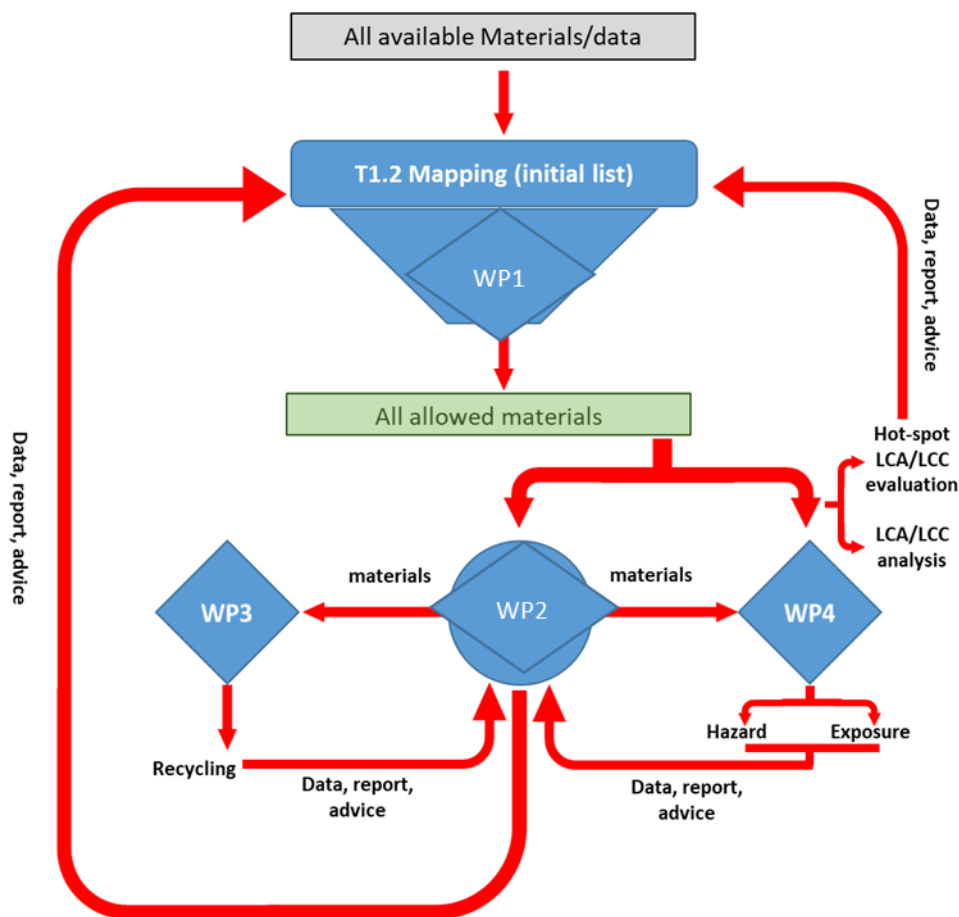 All available Materials/data
T1.2 Mapping (initial list)
WP1
Data, report, advice
All allowed materials
Data, report, advice
Hot-spot
LCA/LCC
evaluation
LCA/LCC
analysis
materials
materials
WP3
WP2
WP4
Hazard
Exposure
Recycling
Data, report,
advice
Data, report,
advice